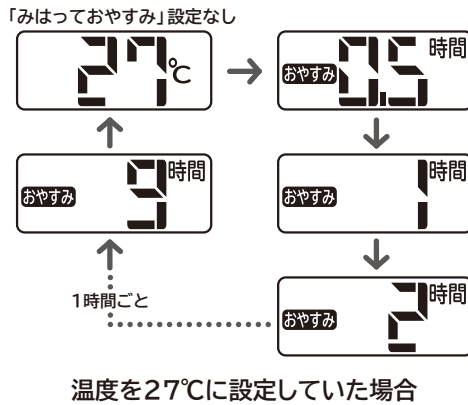 「みはっておやすみ」設定なし
27℃
おやすみ 0.5 時間
おやすみ 9 時間
おやすみ 1 時間
1時間ごと
おやすみ 2 時間
温度を27℃に設定していた場合